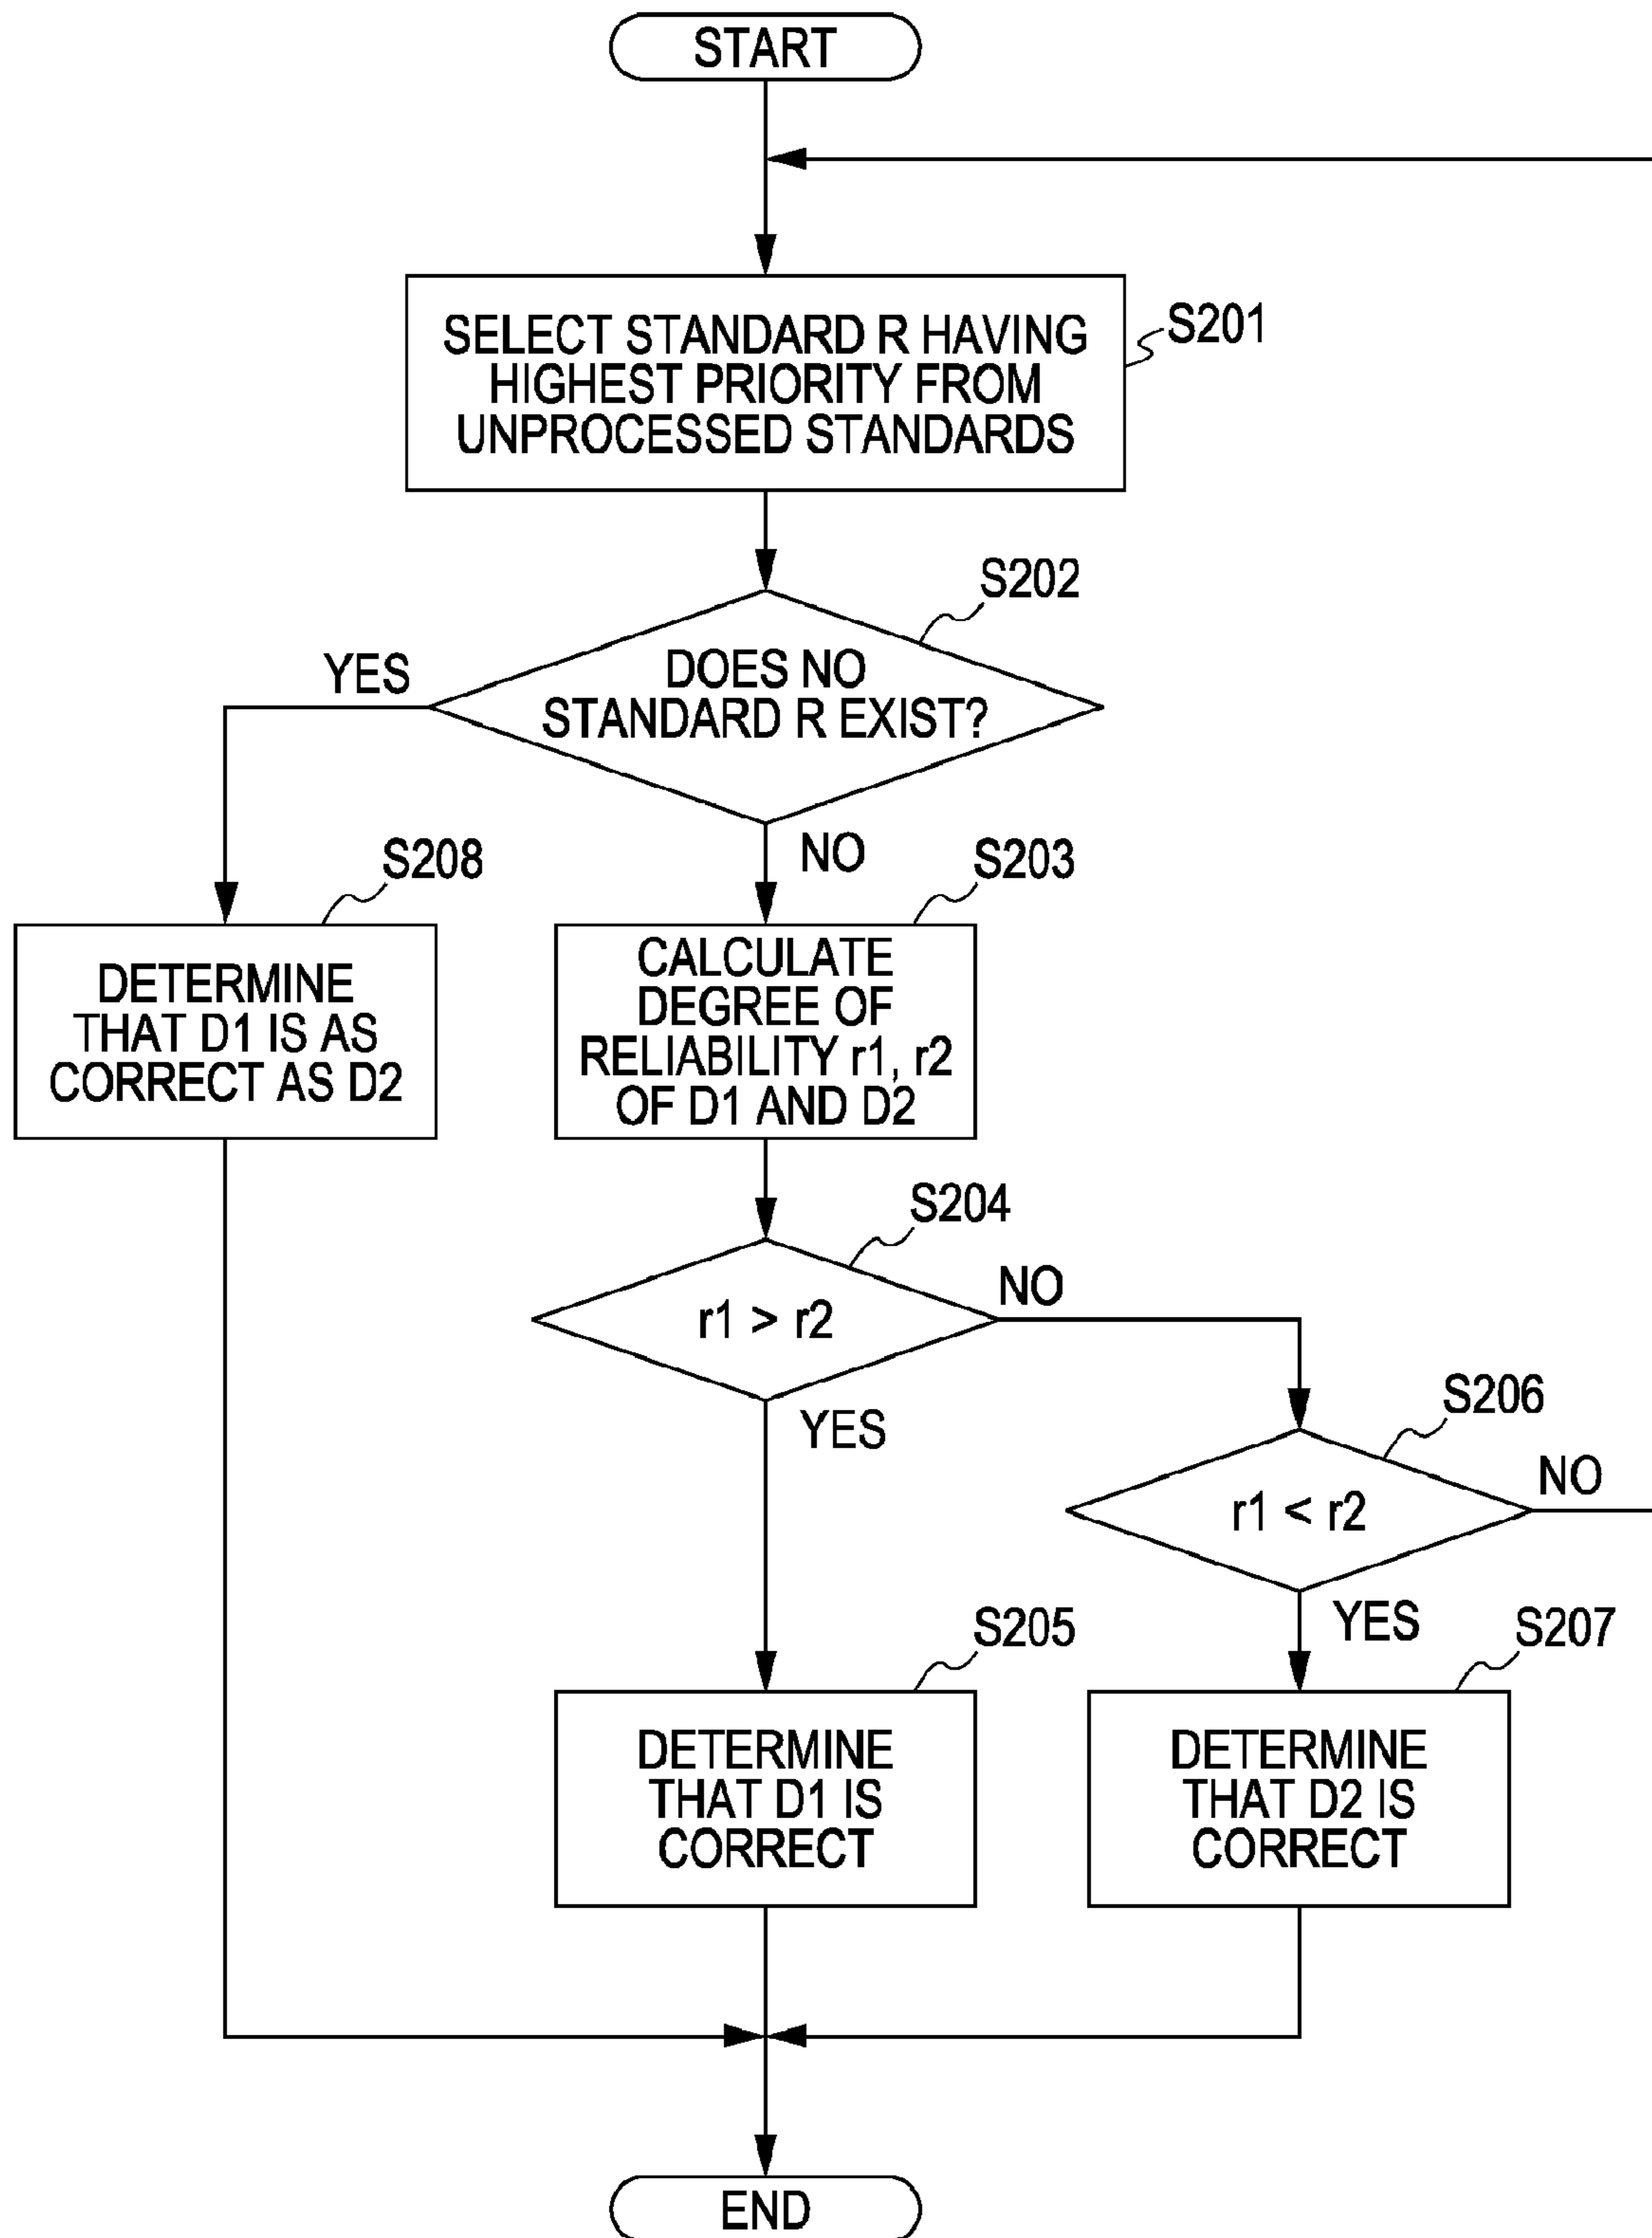 START
SELECT STANDARD R HAVING
HIGHEST PRIORITY FROM
UNPROCESSED STANDARDS
S201
S202
DOES NO
STANDARD R EXIST?
YES
NO
S208
DETERMINE
THAT D1 IS AS
CORRECT AS D2
S203
CALCULATE
DEGREE OF
RELIABILITY r1, r2
OF D1 AND D2
S204
r1 > r2
NO
YES
S206
r1 < r2
NO
YES
S205
DETERMINE
THAT D1 IS
CORRECT
S207
DETERMINE
THAT D2 IS
CORRECT
END